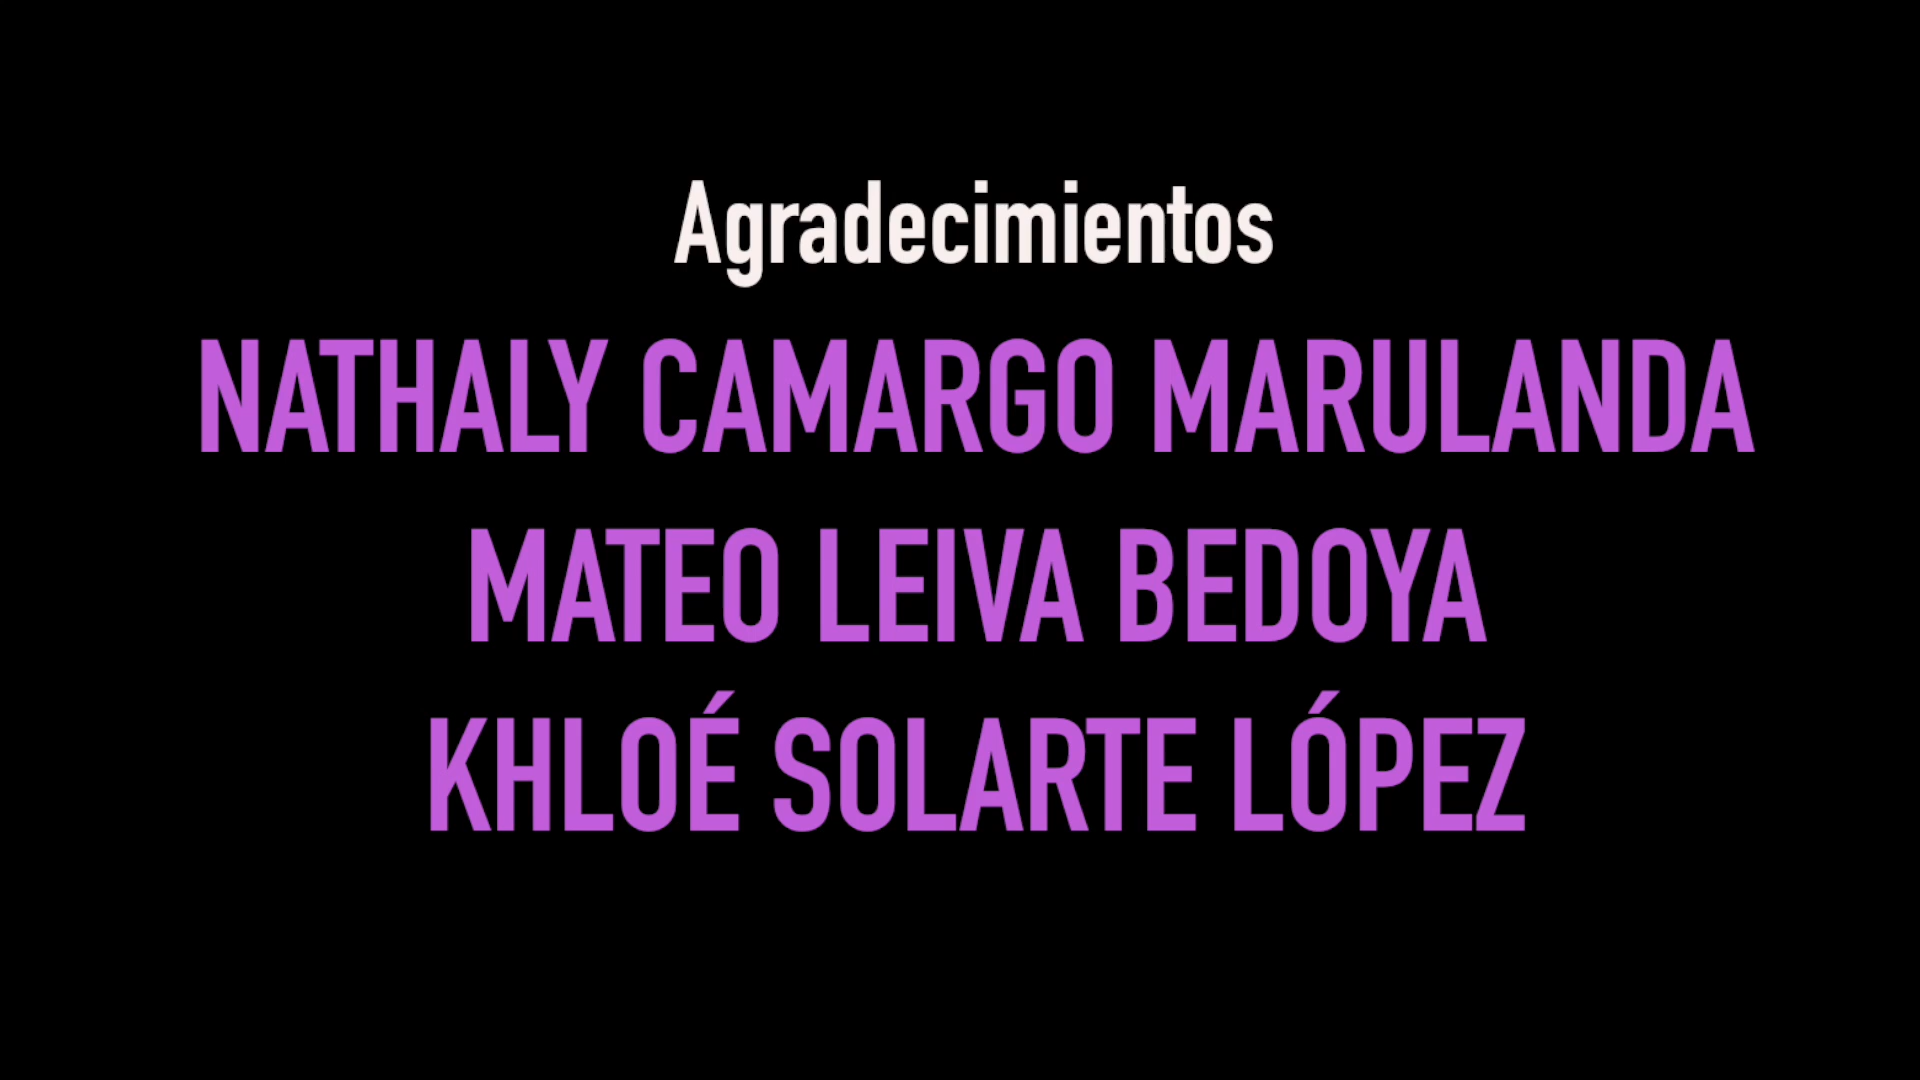 Agradecimientos
NATHALY CAMARGO MARULANDA
MATEO LEIVA BEDOYA
KHLOÉ SOLARTE LÓPEZ